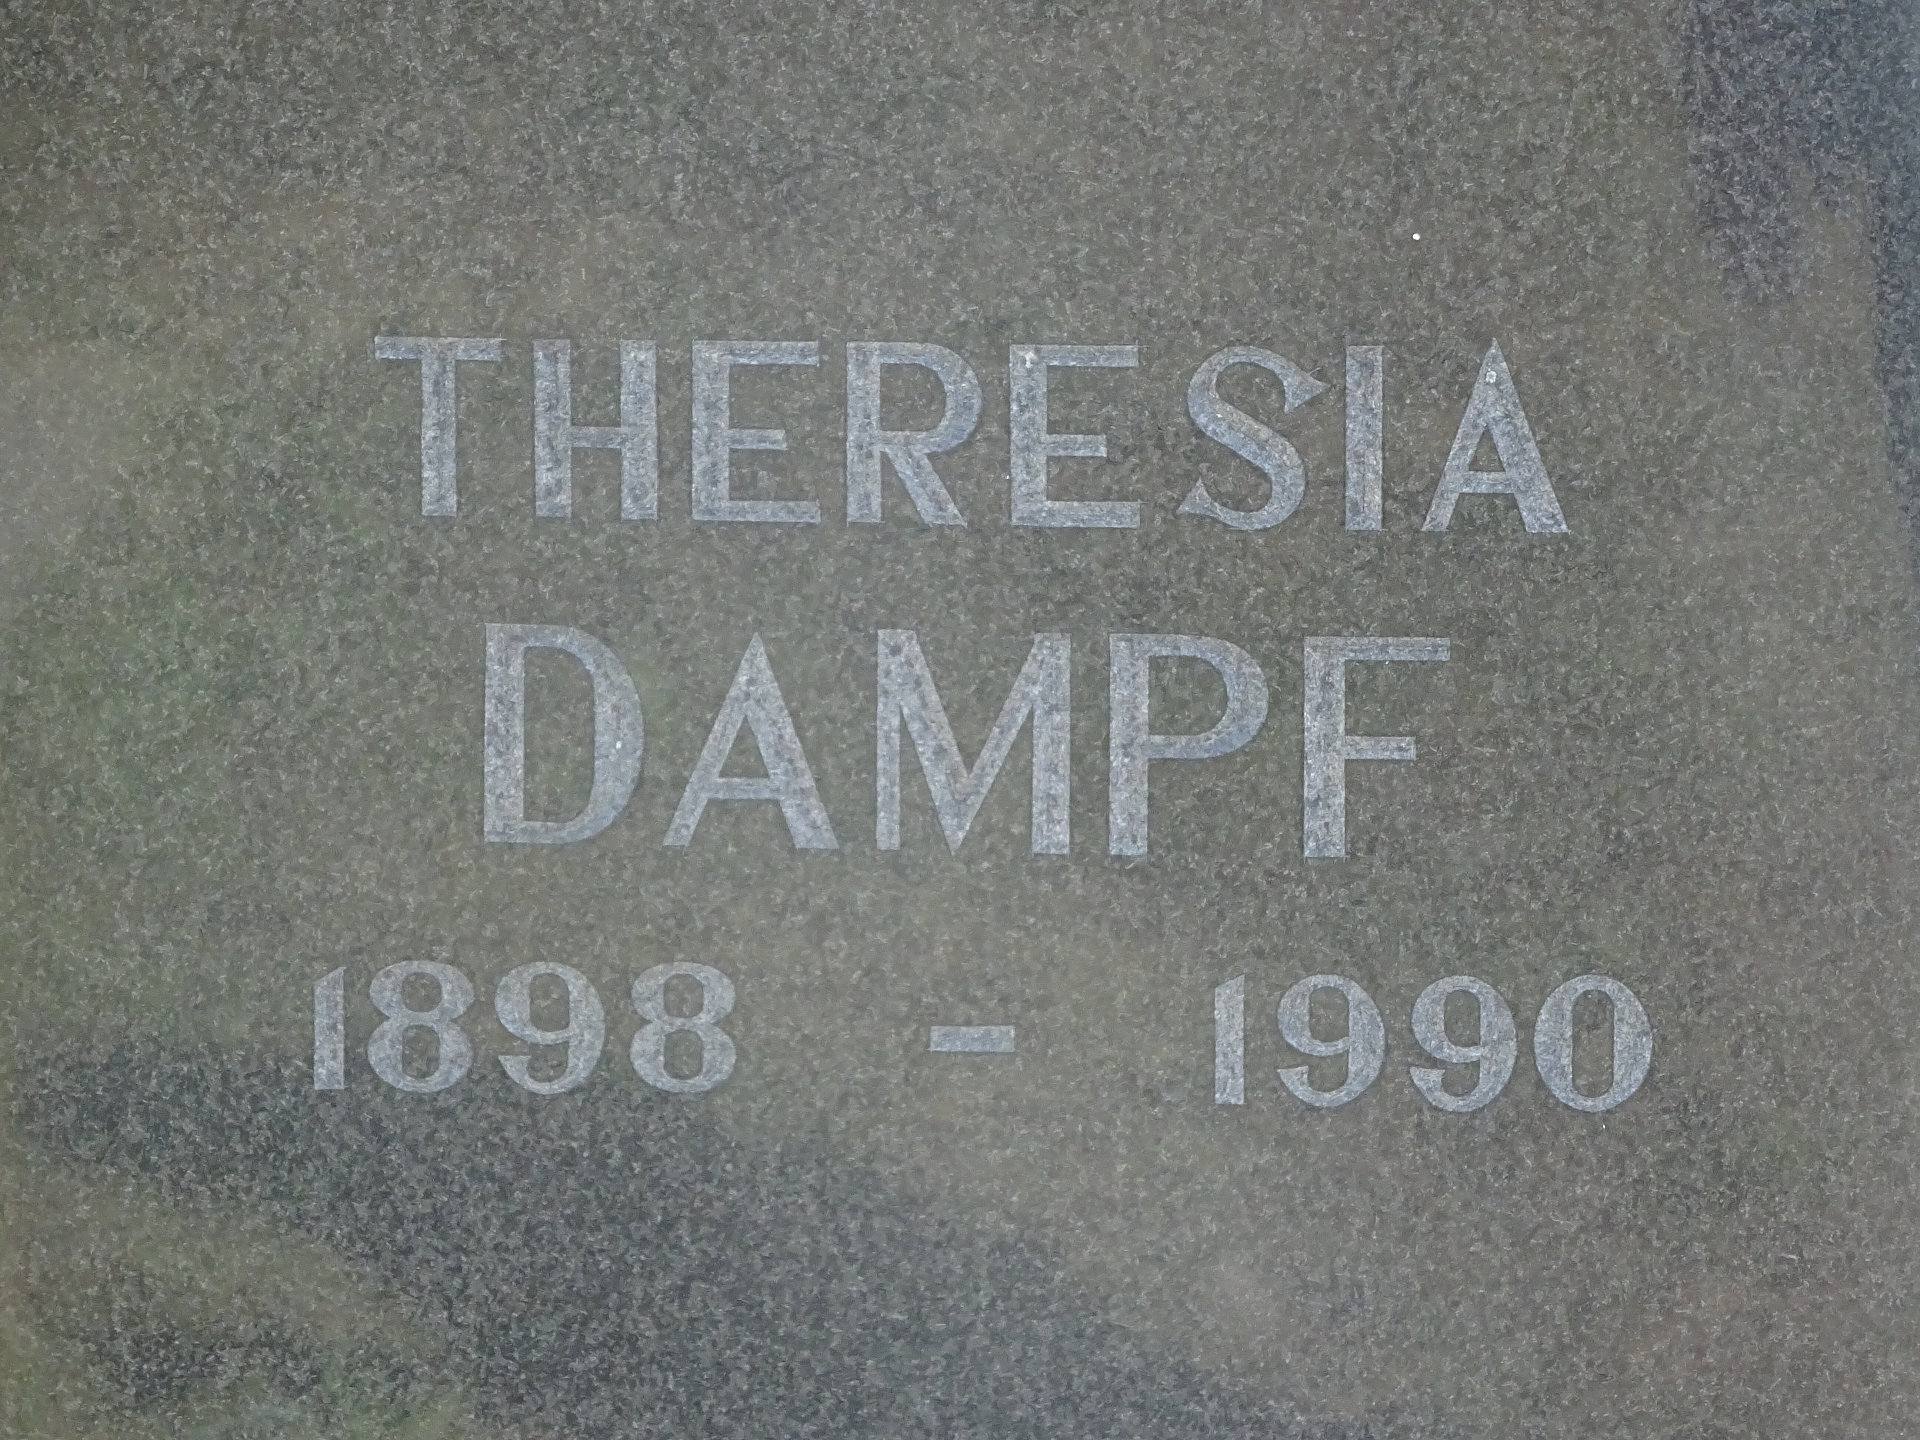 THERESIA
DAMPF
1898 - 1990